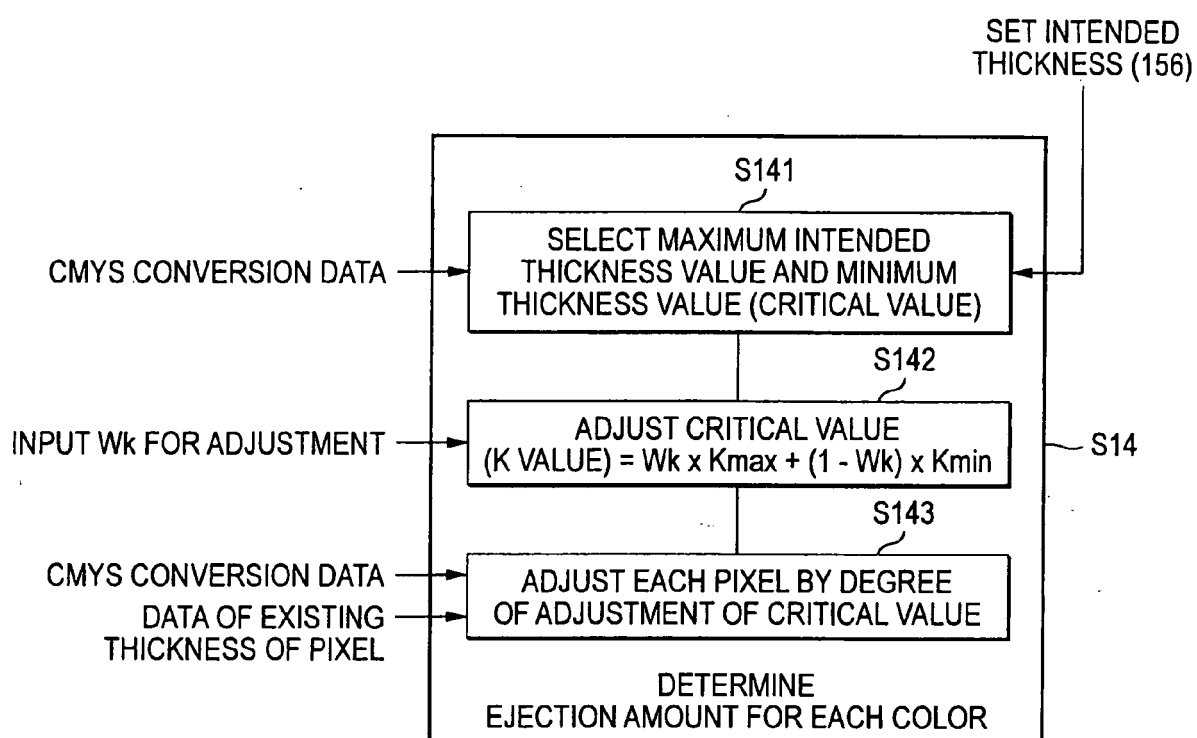 SET INTENDED
THICKNESS (156)
S141
SELECT MAXIMUM INTENDED
THICKNESS VALUE AND MINIMUM
THICKNESS VALUE (CRITICAL VALUE)
CMYS CONVERSION DATA
S142
INPUT Wk FOR ADJUSTMENT
ADJUST CRITICAL VALUE
(K VALUE) = Wk x Kmax + (1 - Wk) x Kmin
S14
S143
CMYS CONVERSION DATA
DATA OF EXISTING
THICKNESS OF PIXEL
ADJUST EACH PIXEL BY DEGREE
OF ADJUSTMENT OF CRITICAL VALUE
DETERMINE
EJECTION AMOUNT FOR EACH COLOR